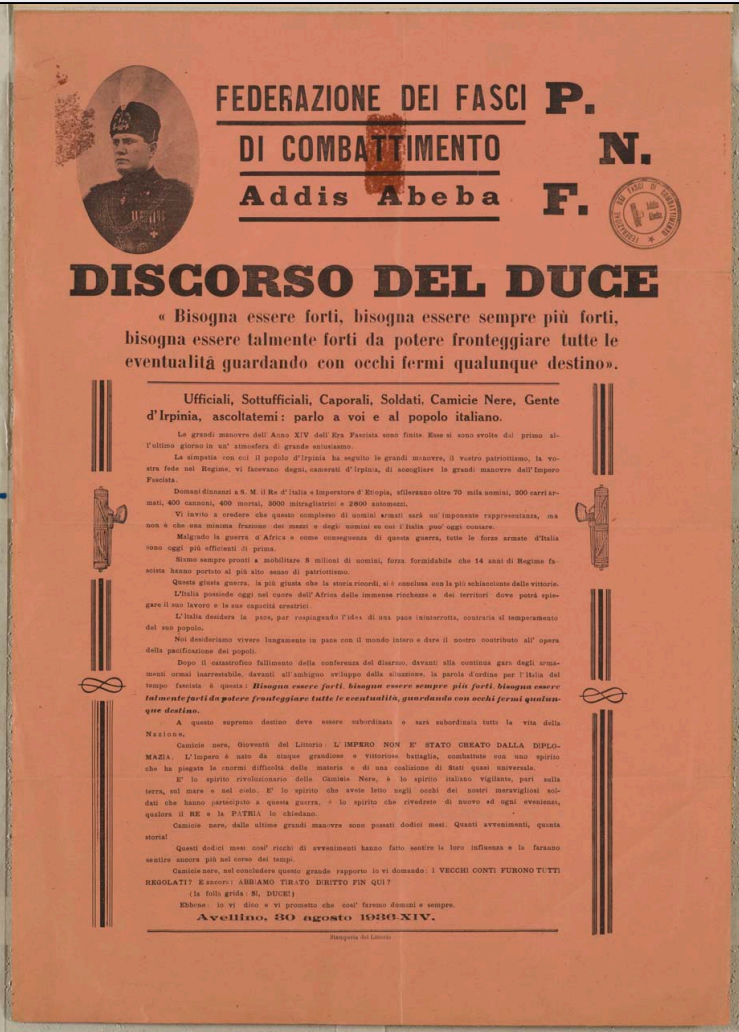 FEDERAZIONE DEI FASCI
DI COMBATTIMENTO
Addis Abeba
P.
N.
F.
FEDERAZIONE DEI FASCI DI COMBATTIMENTO
Addis Abeba
DISCORSO DEL DUCE
« Bisogna essere forti, bisogna essere sempre più forti,
bisogna essere talmente forti da potere fronteggiare tutte le
eventualità guardando con occhi fermi qualunque destino».
Ufficiali, Sottufficiali, Caporali, Soldati, Camicie Nere, Gente
d'Irpinia, ascoltatemi: parlo a voi e al popolo italiano.
Le grandi manovre dell'Anno XIV dell'Era Fascista sono finite. Esse si sono svolte dal primo al-
l'ultimo giorno in un' atmosfera di grande entusiasmo.
La simpatia con cui il popolo d'Irpinia ha seguito le grandi manovre, il vostro patriottismo, la vo-
stra fede nel Regime, vi facevano degni, camerati d'Irpinia, di accogliere le grandi manovre dell'Impero
Fascista.
Domani dinnanzi a S. M. il Re d'Italia e Imperatore d'Etiopia, sfileranno oltre 70 mila uomini, 200 carri ar-
mati, 400 cannoni, 400 mortai, 3000 mitragliatrici e 2800 automezzi.
Vi invito a credere che questo complesso di uomini armati sarà un'imponente rappresentanza, ma
non è che una minima frazione dei mezzi e degli uomini su cui l'Italia puo' oggi contare.
Malgrado la guerra d'Africa e come conseguenza di questa guerra, tutte le forze armate d'Italia
sono oggi più efficienti di prima.
Siamo sempre pronti a mobilitare 8 milioni di uomini, forza formidabile che 14 anni di Regime fa-
scista hanno portato al più alto senso di patriottismo.
Questa giusta guerra, la più giusta che la storia ricordi, si è conclusa con la più schiacciante delle vittorie.
L'Italia possiede oggi nel cuore dell'Africa delle immense ricchezze e dei territori dove potrà spie-
gare il suo lavoro e le sue capacità creatrici.
L'Italia desidera la pace, pur respingendo l'idea di una pace ininterrotta, contraria al temperamento
del suo popolo.
Noi desideriamo vivere lungamente in pace con il mondo intero e dare il nostro contributo all' opera
della pacificazione dei popoli.
Dopo il catastrofico fallimento della conferenza del disarmo, davanti alla continua gara degli arma-
menti ormai inarrestabile, davanti all'ambiguo sviluppo della situazione, la parola d'ordine per l'Italia del
tempo fascista è questa: Bisogna essere forti, bisogna essere sempre più forti, bisogna essere
talmente forti da potere fronteggiare tutte le eventualità, guardando con occhi fermi qualun-
que destino.
A questo supremo destino deve essere subordinata e sarà subordinata tutta la vita della
Nazione.
Camicie nere, Gioventù del Littorio: L' IMPERO NON E' STATO CREATO DALLA DIPLO-
MAZIA. L'Impero è nato da cinque grandiose e vittoriose battaglie, combattute con uno spirito
che ha piegato le enormi difficoltà della materia e di una coalizione di Stati quasi universale.
E' lo spirito rivoluzionario delle Camicie Nere, è lo spirito italiano vigilante, pari sulla
terra, sul mare e nel cielo. E' lo spirito che avete letto negli occhi dei nostri meravigliosi sol-
dati che hanno partecipato a questa guerra, è lo spirito che rivedrete di nuovo ad ogni evenienza,
qualora il RE e la PATRIA lo chiedano.
Camicie nere, dalle ultime grandi manovre sono passati dodici mesi. Quanti avvenimenti, quanta
storia!
Questi dodici mesi cosi' ricchi di avvenimenti hanno fatto sentire la loro influenza e la faranno
sentire ancora più nel corso dei tempi.
Camicie nere, nel concludere questo grande rapporto io vi domando: I VECCHI CONTI FURONO TUTTI
REGOLATI? E ancora: ABBIAMO TIRATO DIRITTO FIN QUI?
(la folla grida: SI, DUCE!)
Ebbene: io vi dico e vi prometto che cosi' faremo domani e sempre.
Avellino, 30 agosto 1936-XIV.
Stamperia del Littorio